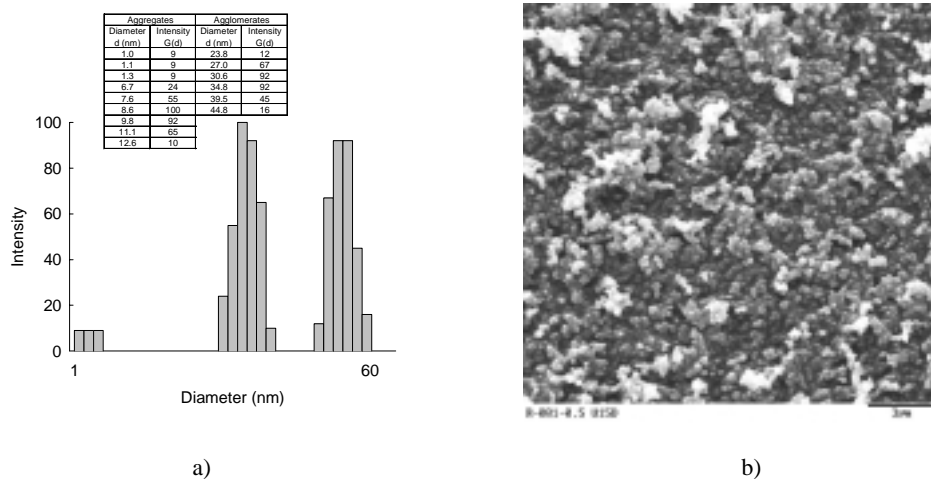 Aggregates Agglomerates
Diameter Intensity Diameter Intensity
d (nm) G(d) d (nm) G(d)
1.0 9 23.8 12
1.1 9 27.0 67
1.3 9 30.6 92
6.7 24 34.8 92
7.6 55 39.5 45
8.6 100 44.8 16
9.8 92
11.1 65
12.6 10
100
80
60
40
20
0
Intensity
1 60
Diameter (nm)
a)
b)